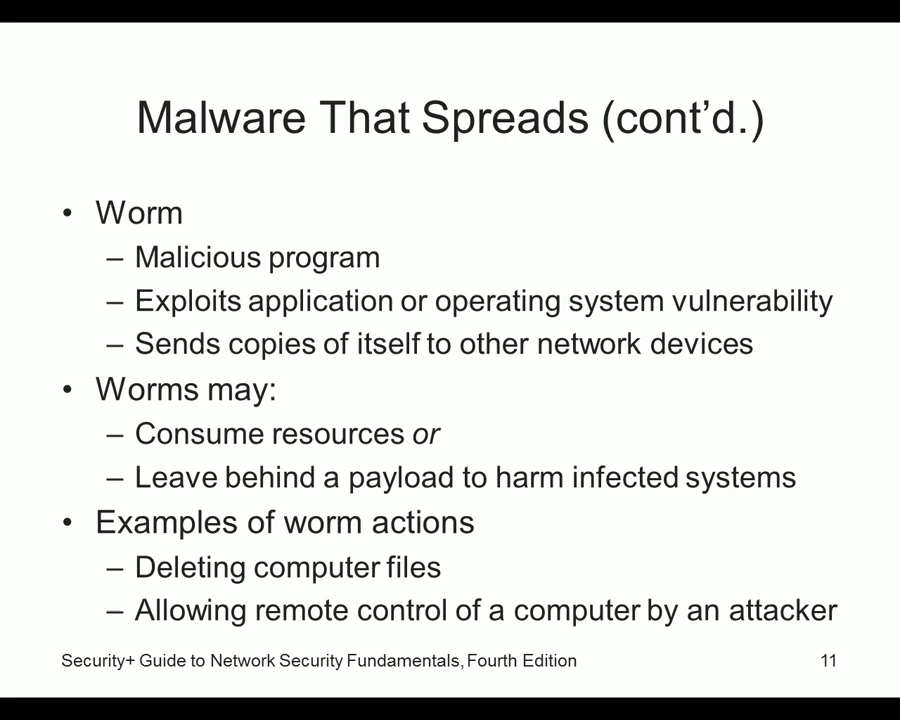 Malware That Spreads (cont’d.)
• Worm
– Malicious program
– Exploits application or operating system vulnerability
– Sends copies of itself to other network devices
• Worms may:
– Consume resources or
– Leave behind a payload to harm infected systems
• Examples of worm actions
– Deleting computer files
– Allowing remote control of a computer by an attacker
Security+ Guide to Network Security Fundamentals, Fourth Edition 11